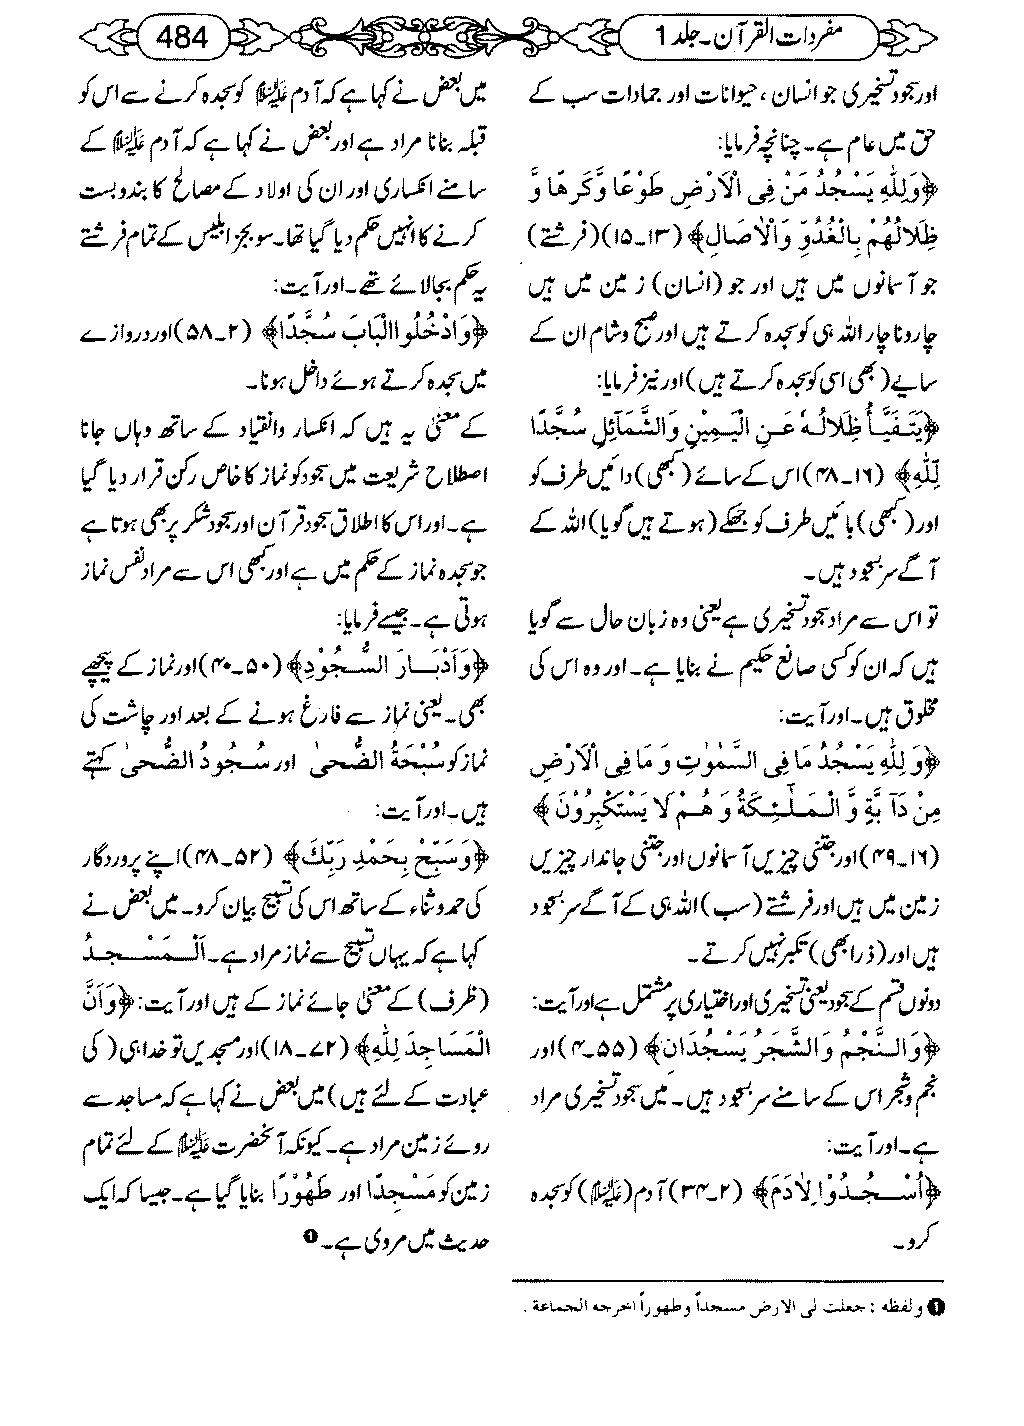 مفردات القرآن۔جلد 1
484
اور سجود تسخیری جو انسان ، حیوانات اور جمادات سب کے
حق میں عام ہے۔ چنانچہ فرمایا:
﴿وَلِلّٰهِ يَسْجُدُ مَنْ فِى الْاَرْضِ طَوْعًا وَّكَرْهًا وَّ
ظِلَالُهُمْ بِالْغُدُوِّ وَالْاٰصَالِ﴾ (۱۳۔۱۵)(فرشتے)
جو آسمانوں میں ہیں اور جو (انسان) زمین میں ہیں
چار و ناچار اللہ ہی کو سجدہ کرتے ہیں اور صبح و شام ان کے
سایے (بھی اسی کو سجدہ کرتے ہیں) اور نیز فرمایا:
﴿يَتَفَيَّأُ ظِلَالُهٗ عَنِ الْيَمِيْنِ وَالشَّمَآئِلِ سُجَّدًا
لِّلّٰهِ﴾ (۱۶۔۴۸) اس کے سائے (کبھی) دائیں طرف کو
اور (کبھی) بائیں طرف کو جھکے (ہوتے ہیں گویا) اللہ کے
آگے سر بسجود ہیں۔
تو اس سے مراد سجود تسخیری ہے یعنی وہ زبان حال سے گویا
ہیں کہ ان کو کسی صانع حکیم نے بنایا ہے۔ اور وہ اس کی
مخلوق ہیں۔ اور آیت:
﴿وَلِلّٰهِ يَسْجُدُ مَا فِى السَّمٰوٰتِ وَمَا فِى الْاَرْضِ
مِنْ دَآبَّةٍ وَّ الْمَلٰٓئِكَةُ وَ هُمْ لَا يَسْتَكْبِرُوْنَ﴾
(۱۶۔۴۹) اور جتنی چیزیں آسمانوں اور جتنی جاندار چیزیں
زمین میں ہیں اور فرشتے (سب) اللہ ہی کے آگے سر بسجود
ہیں اور (ذرا بھی) تکبر نہیں کرتے۔
دونوں قسم کے سجود یعنی تسخیری اور اختیاری پر مشتمل ہے اور آیت:
﴿وَالنَّجْمُ وَالشَّجَرُ يَسْجُدَانِ﴾ (۵۵۔۴) اور
نجم و شجر اس کے سامنے سر بسجود ہیں۔ میں سجود تسخیری مراد
ہے۔ اور آیت:
﴿اُسْجُدُوْا لِاٰدَمَ﴾ (۲۔۳۴) آدم (علیہ السلام) کو سجدہ
کرو۔
میں بعض نے کہا ہے کہ آدم علیہ السلام کو سجدہ کرنے سے اس کو
قبلہ بنانا مراد ہے اور بعض نے کہا ہے کہ آدم علیہ السلام کے
سامنے انکساری اور ان کی اولاد کے مصالح کا بندوبست
کرنے کا انہیں حکم دیا گیا تھا۔ سو بجز ابلیس کے تمام فرشتے
یہ حکم بجا لائے تھے۔ اور آیت:
﴿وَادْخُلُوا الْبَابَ سُجَّدًا﴾ (۲۔۵۸) اور دروازے
میں سجدہ کرتے ہوئے داخل ہونا۔
کے معنیٰ یہ ہیں کہ انکسار وانقیاد کے ساتھ وہاں جانا
اصطلاح شریعت میں سجود کو نماز کا خاص رکن قرار دیا گیا
ہے۔ اور اس کا اطلاق سجود قرآن اور سجود شکر پر بھی ہوتا ہے
جو سجدہ نماز کے حکم میں ہے اور کبھی اس سے مراد نفس نماز
ہوتی ہے۔ جیسے فرمایا:
﴿وَاَدْبَارَ السُّجُوْدِ﴾ (۵۰۔۴۰) اور نماز کے پیچھے
بھی۔ یعنی نماز سے فارغ ہونے کے بعد اور چاشت کی
نماز کو سُبْحَةُ الضُّحىٰ اور سُجُودُ الضُّحىٰ کہتے
ہیں۔ اور آیت:
﴿وَسَبِّحْ بِحَمْدِ رَبِّكَ﴾ (۵۲۔۴۸) اپنے پروردگار
کی حمد وثناء کے ساتھ اس کی تسبیح بیان کرو۔ میں بعض نے
کہا ہے کہ یہاں تسبیح سے نماز مراد ہے۔ اَلْمَسْجِدُ
(ظرف) کے معنیٰ جائے نماز کے ہیں اور آیت: ﴿وَاَنَّ
الْمَسَاجِدَ لِلّٰهِ﴾ (۷۲۔۱۸) اور مسجدیں تو خدا ہی (کی
عبادت کے لئے ہیں) میں بعض نے کہا ہے کہ مساجد سے
روئے زمین مراد ہے۔ کیونکہ آنحضرت علیہ السلام کے لئے تمام
زمین کو مَسْجِدًا اور طَهُوْرًا بنایا گیا ہے۔ جیسا کہ ایک
حدیث میں مروی ہے۔ ❶
❶ ولفظه : جعلت لی الارض مسجداً وطهوراً اخرجه الجماعة .